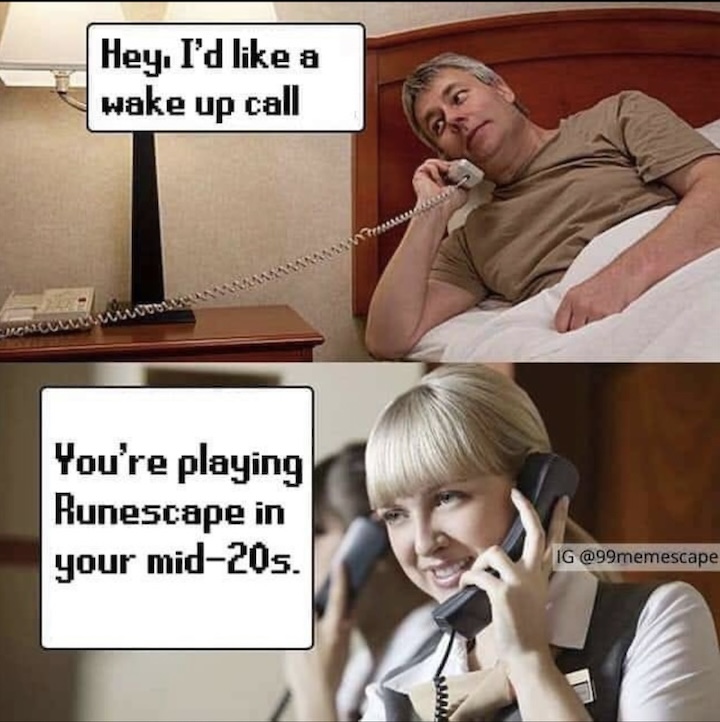 Hey, I'd like a
wake up call
You're playing
Runescape in
your mid-20s.
IG @99memescape